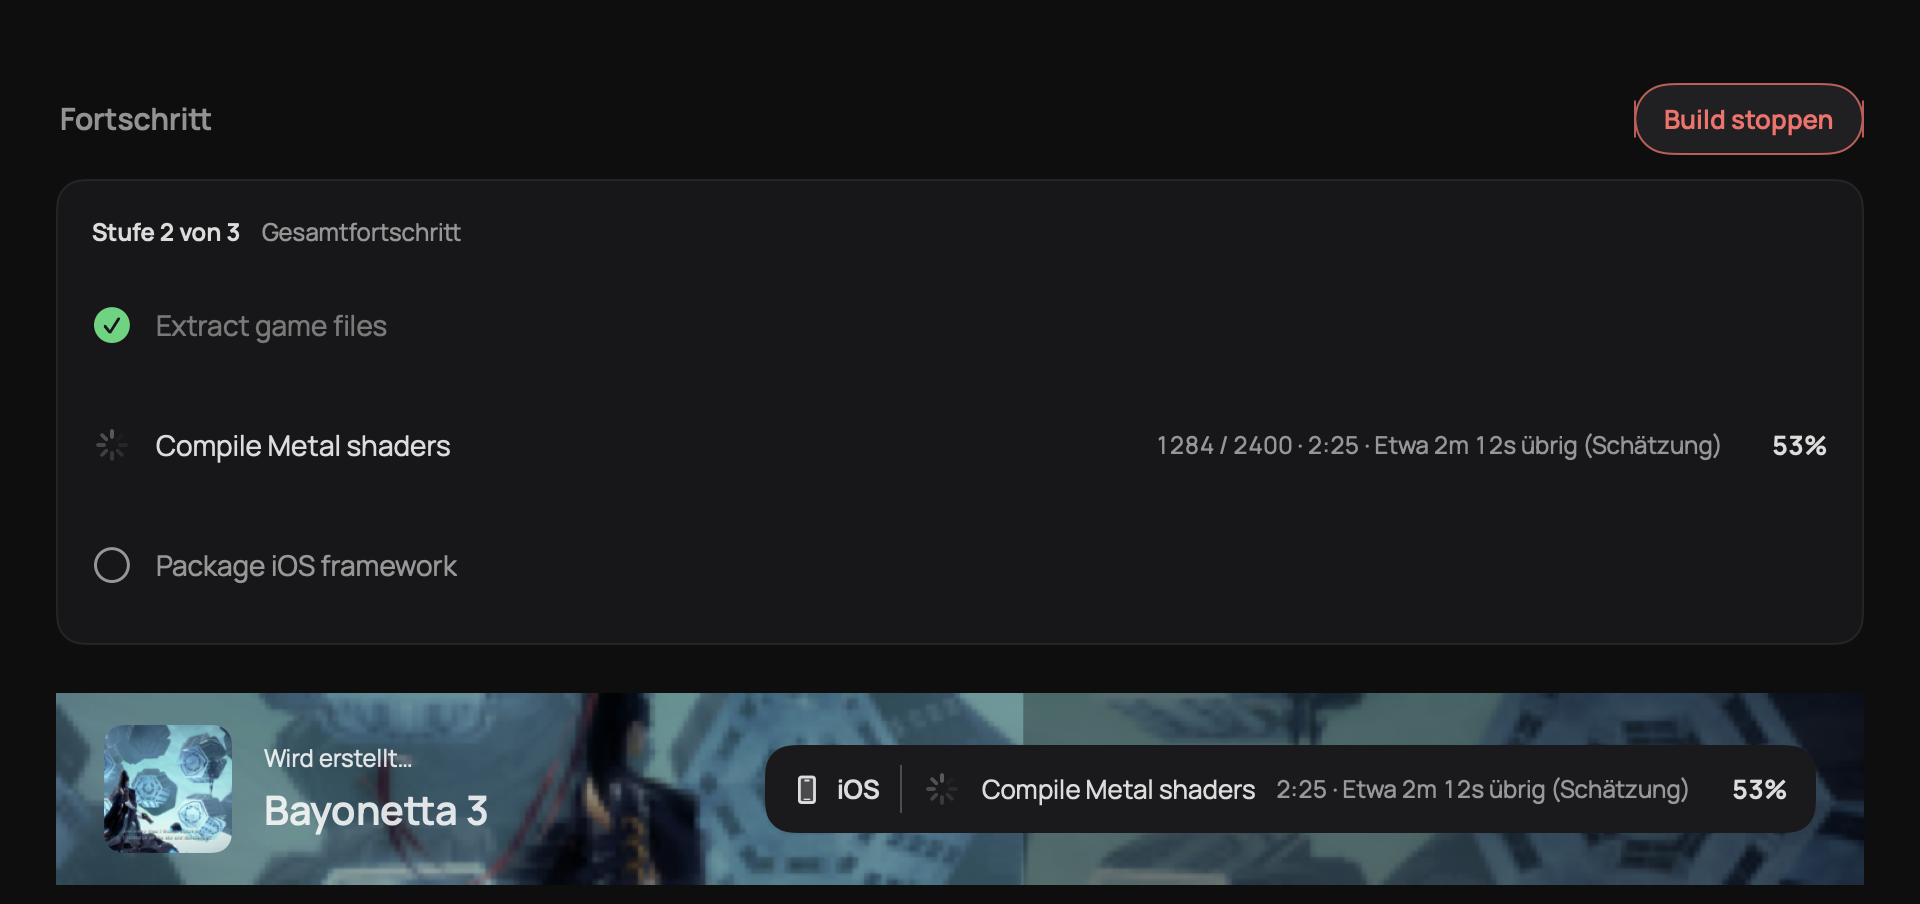 Fortschritt
Build stoppen
Stufe 2 von 3 Gesamtfortschritt
Extract game files
Compile Metal shaders 1284 / 2400 · 2:25 · Etwa 2m 12s übrig (Schätzung) 53%
Package iOS framework
Wird erstellt…
Bayonetta 3
iOS Compile Metal shaders 2:25 · Etwa 2m 12s übrig (Schätzung) 53%